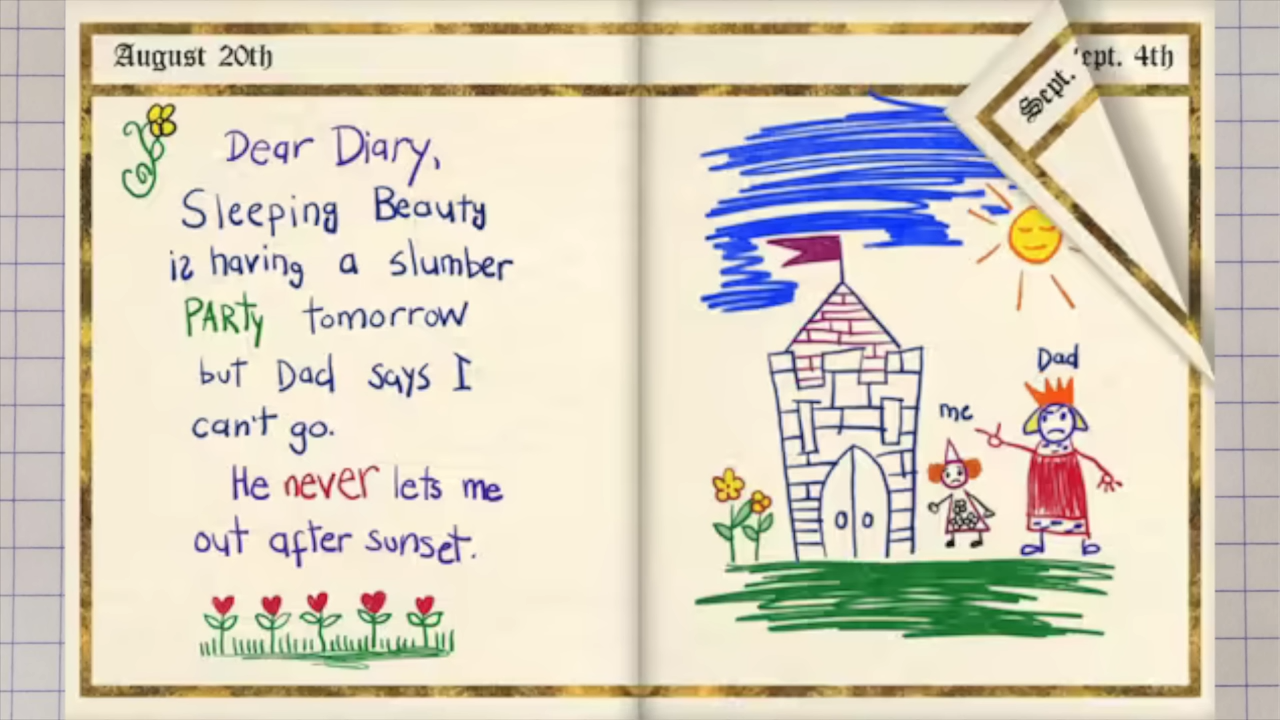 August 20th
Dear Diary,
Sleeping Beauty
is having a slumber
PARTy tomorrow
but Dad says I
can't go.
He never lets me
out after sunset.
Sept.
ept. 4th
Dad
me